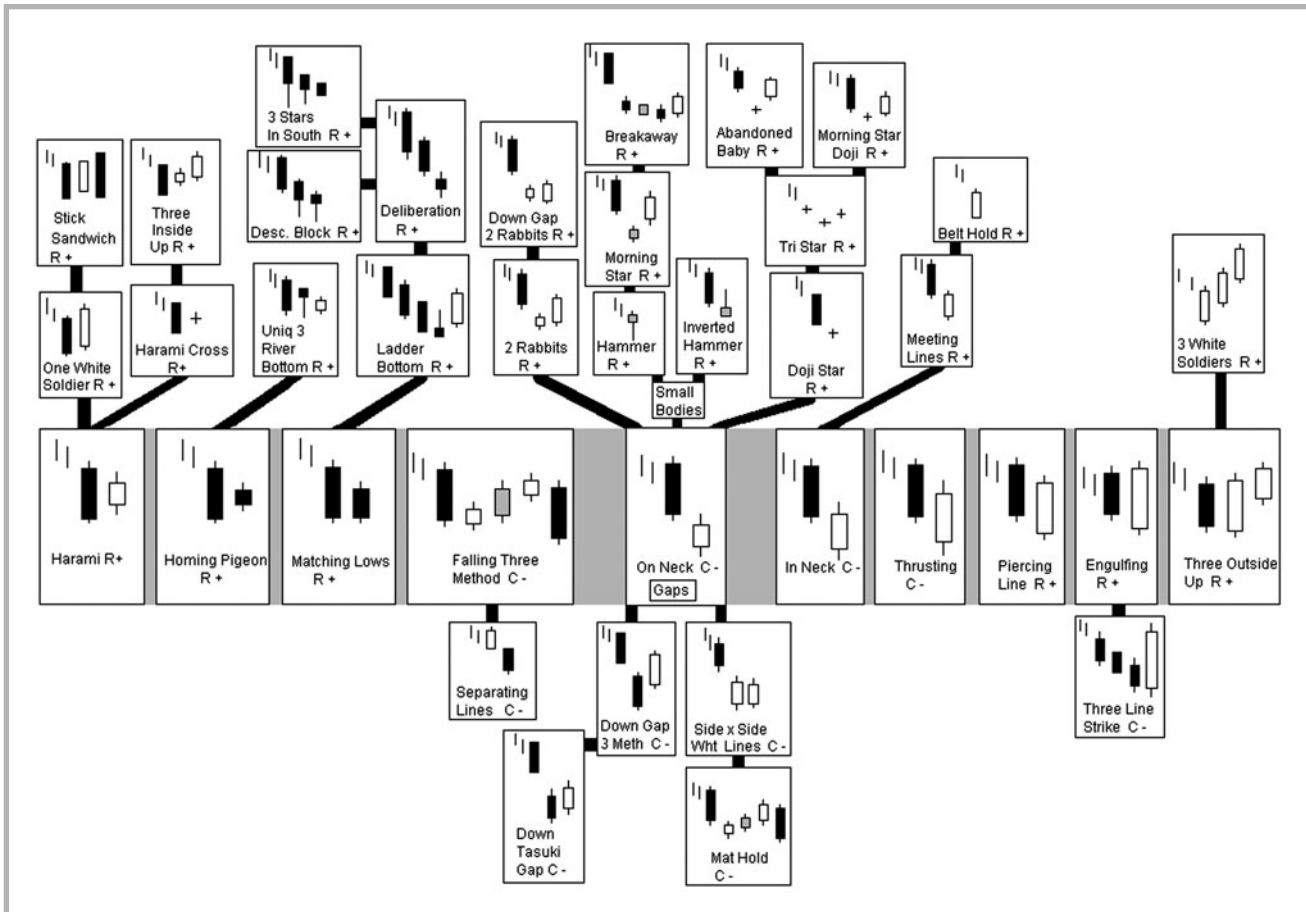 3 Stars
In South R +
Desc. Block R +
Deliberation
R +
Breakaway
R +
Abandoned
Baby R +
Morning Star
Doji R +
Stick
Sandwich
R +
Three
Inside
Up R +
Down Gap
2 Rabbits R +
Morning
Star R +
Tri Star R +
Belt Hold R +
One White
Soldier R +
Harami Cross
R+
Uniq 3
River
Bottom R +
Ladder
Bottom R +
2 Rabbits
R +
Hammer
R +
Inverted
Hammer
R +
Small
Bodies
Doji Star
R +
Meeting
Lines R +
3 White
Soldiers R +
Harami R+
Homing Pigeon
R +
Matching Lows
R +
Falling Three
Method C -
On Neck C -
Gaps
In Neck C -
Thrusting
C -
Piercing
Line R +
Engulfing
R +
Three Outside
Up R +
Separating
Lines C -
Down Gap
3 Meth C -
Side x Side
Wht Lines C -
Three Line
Strike C -
Down
Tasuki
Gap C -
Mat Hold
C -